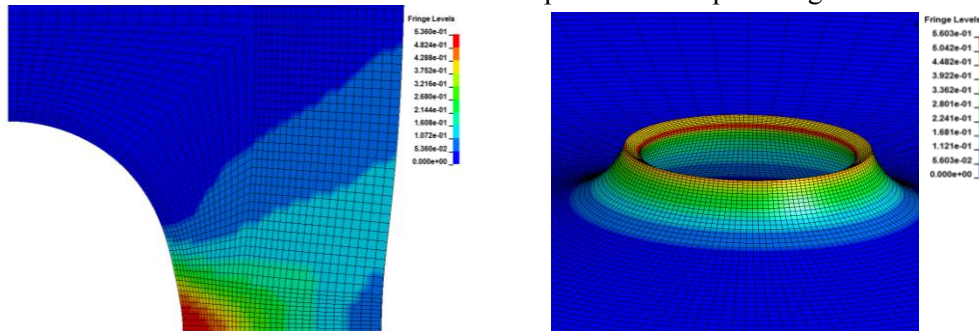 Fringe Levels
5.360e-01
4.824e-01
4.288e-01
3.752e-01
3.216e-01
2.680e-01
2.144e-01
1.608e-01
1.072e-01
5.360e-02
0.000e+00
Fringe Levels
5.603e-01
5.042e-01
4.482e-01
3.922e-01
3.362e-01
2.801e-01
2.241e-01
1.681e-01
1.121e-01
5.603e-02
0.000e+00